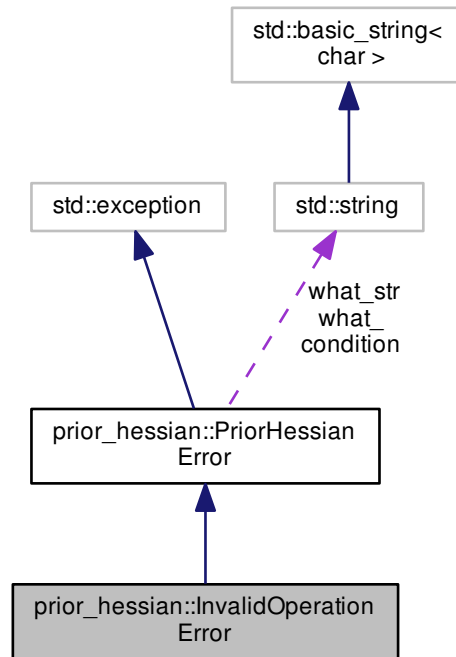 std::basic_string<
char >
std::exception
std::string
what_str
what_
condition
prior_hessian::PriorHessian
Error
prior_hessian::InvalidOperation
Error